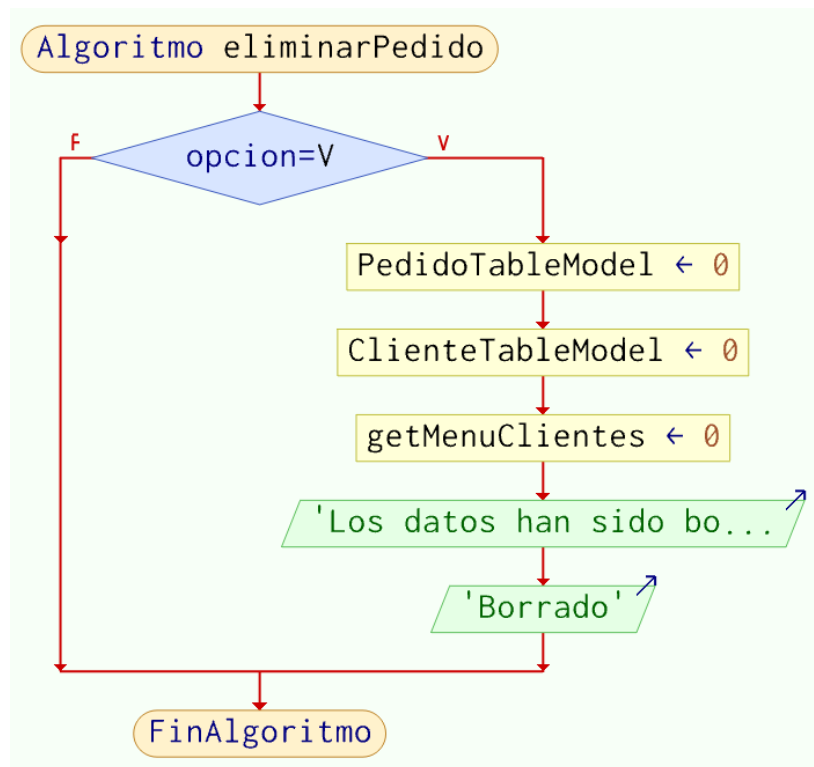 Algoritmo eliminarPedido
F
V
opcion=V
PedidoTableModel ← 0
ClienteTableModel ← 0
getMenuClientes ← 0
'Los datos han sido bo...
'Borrado'
FinAlgoritmo